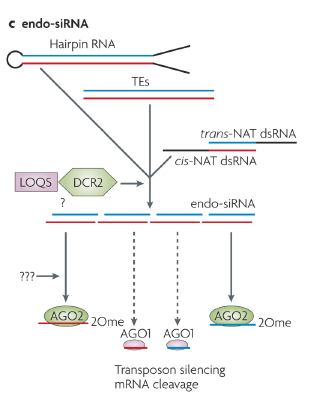 c endo-siRNA
Hairpin RNA
TEs
trans-NAT dsRNA
cis-NAT dsRNA
LOQS DCR2
?
endo-siRNA
???
AGO2 2Ome AGO1 AGO1 AGO2 2Ome
Transposon silencing
mRNA cleavage